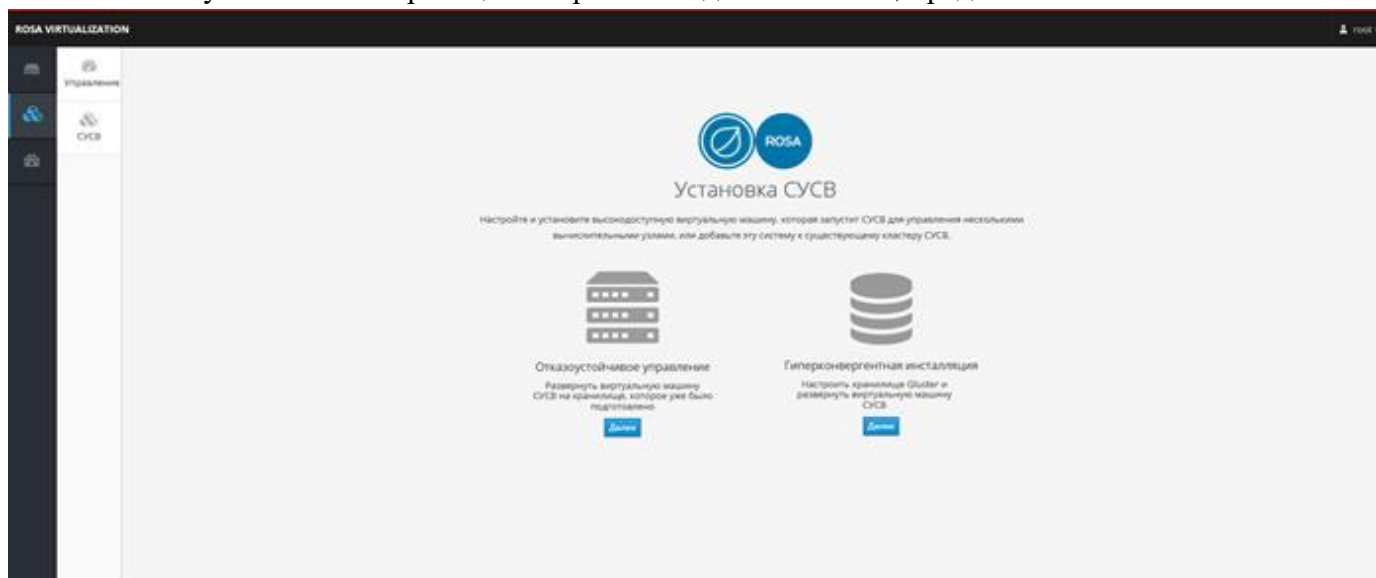 ROSA VIRTUALIZATION
root
Управление
СУСВ
ROSA
Установка СУСВ
Настройте и установите высокодоступную виртуальную машину, которая запустит СУСВ для управления несколькими
вычислительными узлами, или добавьте эту систему к существующему кластеру СУСВ.
Отказоустойчивое управление
Развернуть виртуальную машину
СУСВ на хранилище, которое уже было
подготовлено
Далее
Гиперконвергентная инсталляция
Настроить хранилище Gluster и
развернуть виртуальную машину
СУСВ
Далее